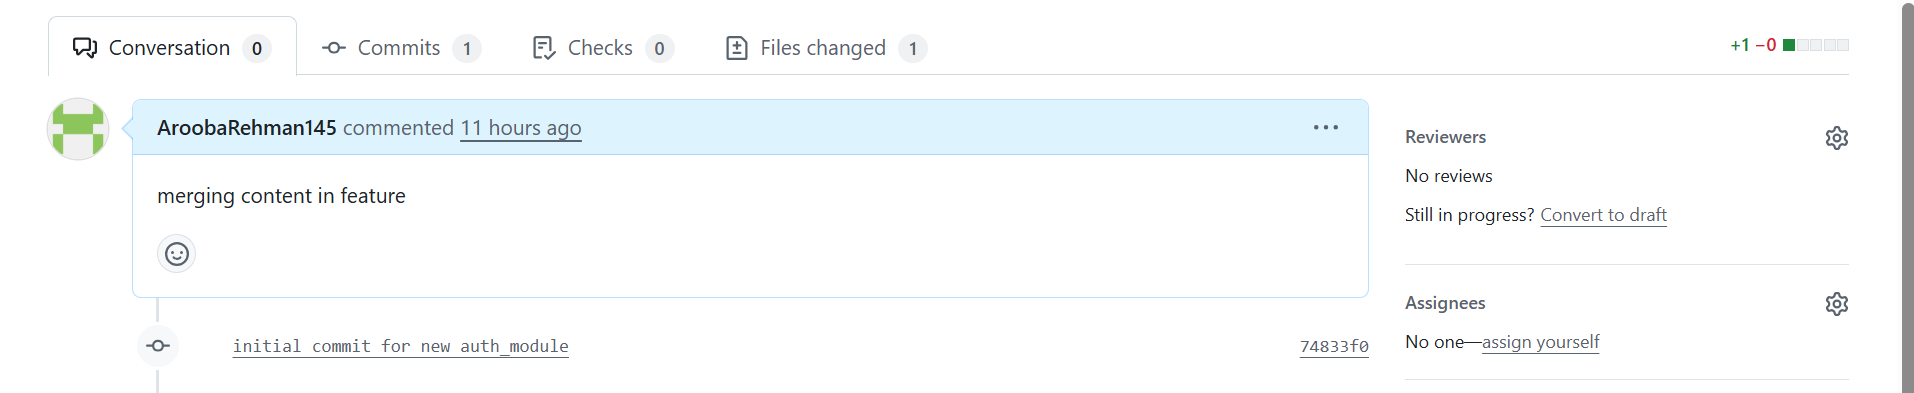 Conversation 0 Commits 1 Checks 0 Files changed 1 +1 −0
AroobaRehman145 commented 11 hours ago
merging content in feature
initial commit for new auth_module 74833f0
Reviewers
No reviews
Still in progress? Convert to draft
Assignees
No one—assign yourself